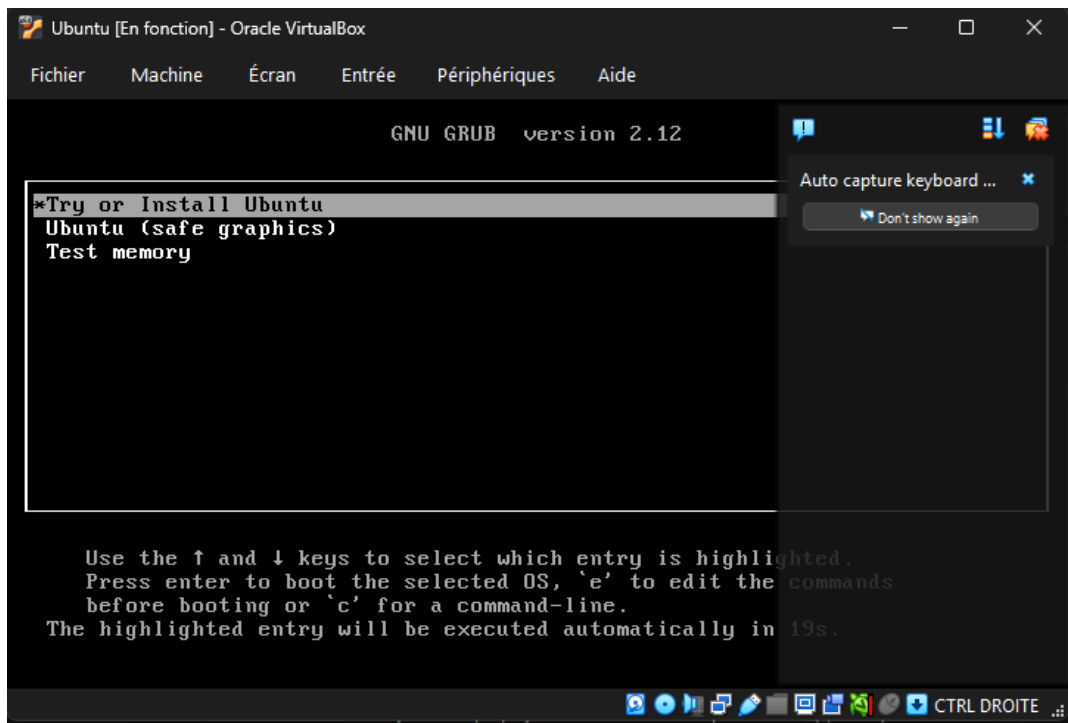 Ubuntu [En fonction] - Oracle VirtualBox
Fichier Machine Écran Entrée Périphériques Aide
GNU GRUB version 2.12
Auto capture keyboard ...
Don't show again
*Try or Install Ubuntu
Ubuntu (safe graphics)
Test memory
Use the ↑ and ↓ keys to select which entry is highlighted.
Press enter to boot the selected OS, `e' to edit the commands
before booting or `c' for a command-line.
The highlighted entry will be executed automatically in 19s.
CTRL DROITE